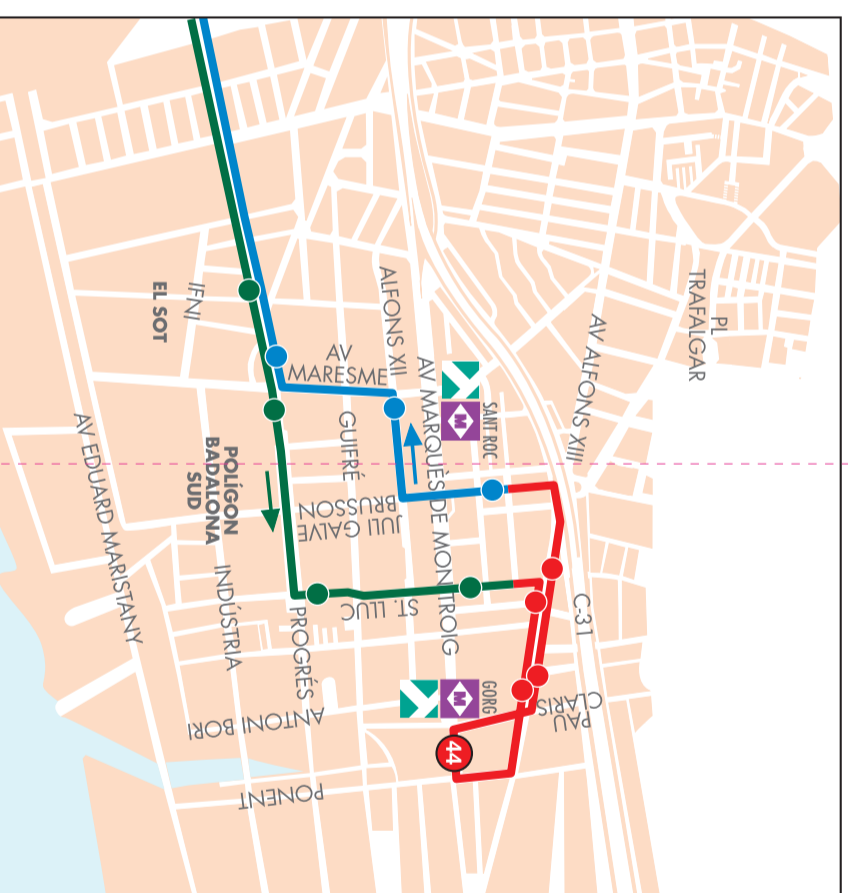 PL
TRAFALGAR
AV ALFONS XIII
ALFONS XII
IFNI
EL SOT
AV
MARESME
AV MARQUÈS DE MONTROIG
SANT ROC
M
GUIFRÉ
AV EDUARD MARISTANY
POLÍGON
BADALONA
SUD
JULI GALVE
BRUSSON
C-31
ST. LLUC
INDÚSTRIA
PROGRÉS
GORG
M
PAU
CLARIS
ANTONI BORI
44
PONENT